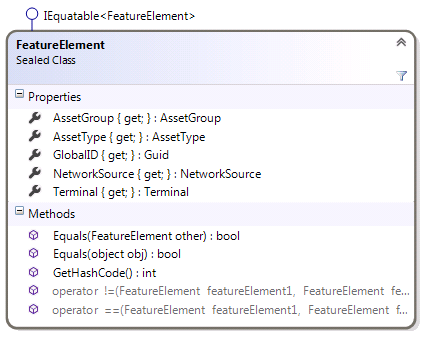 IEquatable<FeatureElement>
FeatureElement
Sealed Class
Properties
AssetGroup { get; } : AssetGroup
AssetType { get; } : AssetType
GlobalID { get; } : Guid
NetworkSource { get; } : NetworkSource
Terminal { get; } : Terminal
Methods
Equals(FeatureElement other) : bool
Equals(object obj) : bool
GetHashCode() : int
operator !=(FeatureElement featureElement1, FeatureElement fe...
operator ==(FeatureElement featureElement1, FeatureElement f...